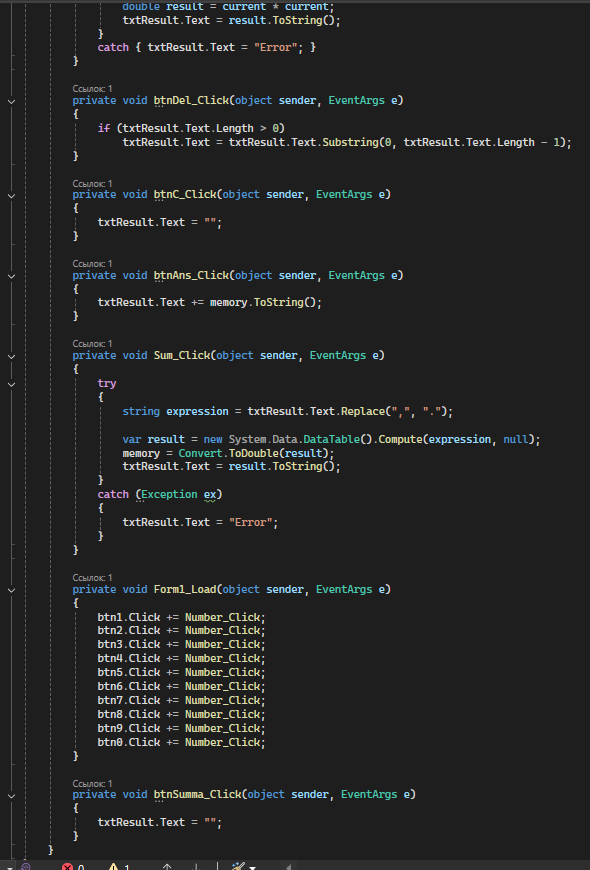 double result = current * current;
txtResult.Text = result.ToString();
}
catch { txtResult.Text = "Error"; }
}
Ссылок: 1
private void btnDel_Click(object sender, EventArgs e)
{
if (txtResult.Text.Length > 0)
txtResult.Text = txtResult.Text.Substring(0, txtResult.Text.Length - 1);
}
Ссылок: 1
private void btnC_Click(object sender, EventArgs e)
{
txtResult.Text = "";
}
Ссылок: 1
private void btnAns_Click(object sender, EventArgs e)
{
txtResult.Text += memory.ToString();
}
Ссылок: 1
private void Sum_Click(object sender, EventArgs e)
{
try
{
string expression = txtResult.Text.Replace(",", ".");
var result = new System.Data.DataTable().Compute(expression, null);
memory = Convert.ToDouble(result);
txtResult.Text = result.ToString();
}
catch (Exception ex)
{
txtResult.Text = "Error";
}
}
Ссылок: 1
private void Form1_Load(object sender, EventArgs e)
{
btn1.Click += Number_Click;
btn2.Click += Number_Click;
btn3.Click += Number_Click;
btn4.Click += Number_Click;
btn5.Click += Number_Click;
btn6.Click += Number_Click;
btn7.Click += Number_Click;
btn8.Click += Number_Click;
btn9.Click += Number_Click;
btn0.Click += Number_Click;
}
Ссылок: 1
private void btnSumma_Click(object sender, EventArgs e)
{
txtResult.Text = "";
}
}
0 1